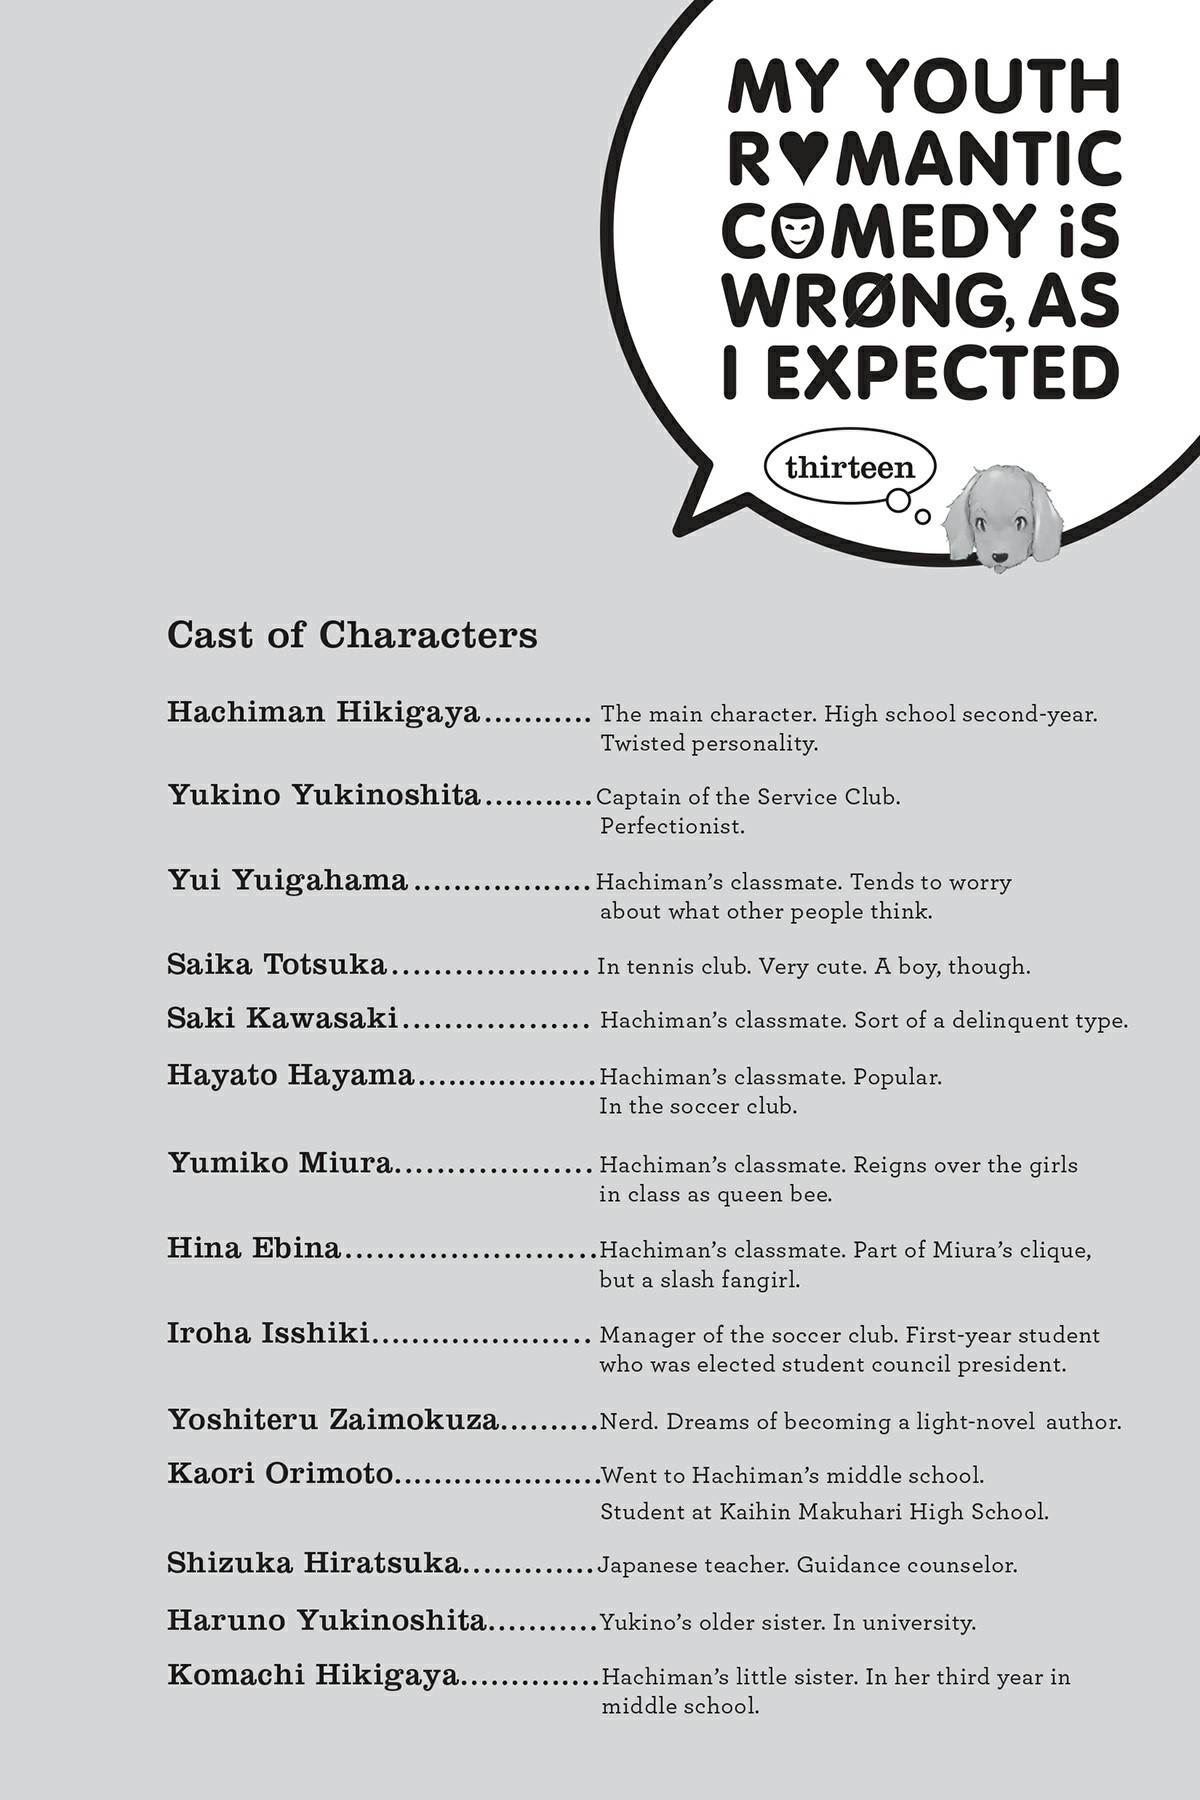 MY YOUTH
R♥MANTIC
COMEDY iS
WRØNG, AS
I EXPECTED
thirteen
Cast of Characters
Hachiman Hikigaya........... The main character. High school second-year.
Twisted personality.
Yukino Yukinoshita...........Captain of the Service Club.
Perfectionist.
Yui Yuigahama..................Hachiman's classmate. Tends to worry
about what other people think.
Saika Totsuka................... In tennis club. Very cute. A boy, though.
Saki Kawasaki.................. Hachiman's classmate. Sort of a delinquent type.
Hayato Hayama..................Hachiman's classmate. Popular.
In the soccer club.
Yumiko Miura................... Hachiman's classmate. Reigns over the girls
in class as queen bee.
Hina Ebina........................Hachiman's classmate. Part of Miura's clique,
but a slash fangirl.
Iroha Isshiki...................... Manager of the soccer club. First-year student
who was elected student council president.
Yoshiteru Zaimokuza..........Nerd. Dreams of becoming a light-novel author.
Kaori Orimoto.....................Went to Hachiman's middle school.
Student at Kaihin Makuhari High School.
Shizuka Hiratsuka.............Japanese teacher. Guidance counselor.
Haruno Yukinoshita...........Yukino's older sister. In university.
Komachi Hikigaya..............Hachiman's little sister. In her third year in
middle school.